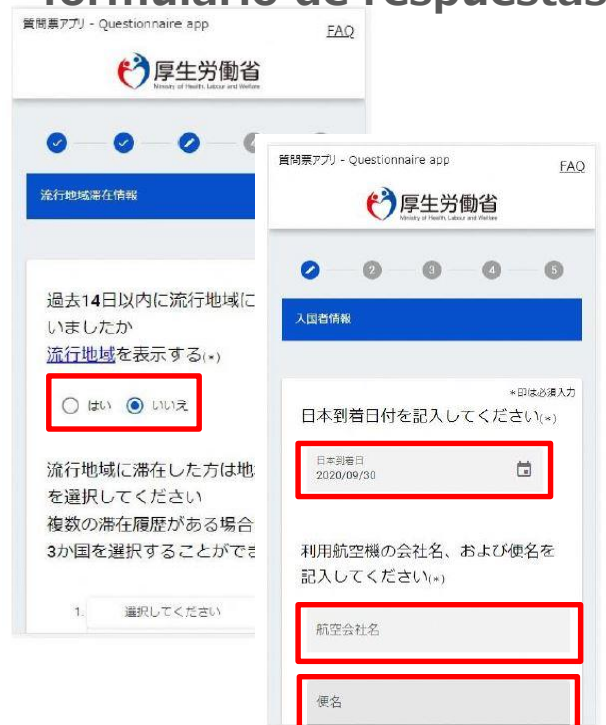 formulario de respuestas
質問票アプリ - Questionnaire app
FAQ
厚生労働省
Ministry of Health, Labour and Welfare
流行地域滞在情報
過去14日以内に流行地域に
いましたか
流行地域を表示する(*)
はい いいえ
流行地域に滞在した方は地
を選択してください
複数の滞在履歴がある場合
3か国を選択することができ
1. 選択してください
質問票アプリ - Questionnaire app
FAQ
厚生労働省
Ministry of Health, Labour and Welfare
2 3 4 5
入国者情報
*印は必須入力
日本到着日付を記入してください(*)
日本到着日
2020/09/30
利用航空機の会社名、および便名を
記入してください(*)
航空会社名
便名